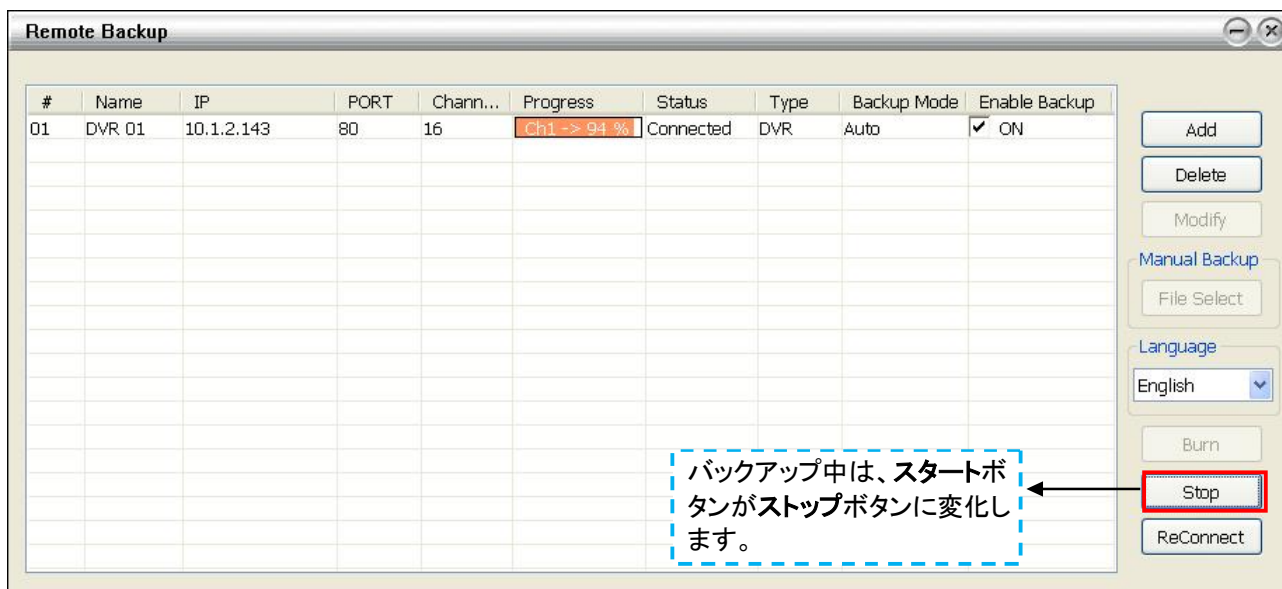 Remote Backup
# Name IP PORT Chann... Progress Status Type Backup Mode Enable Backup
01 DVR 01 10.1.2.143 80 16 Ch1 -> 94 % Connected DVR Auto ON
Add
Delete
Modify
Manual Backup
File Select
Language
English
Burn
バックアップ中は、スタートボ
タンがストップボタンに変化し
ます。
Stop
ReConnect